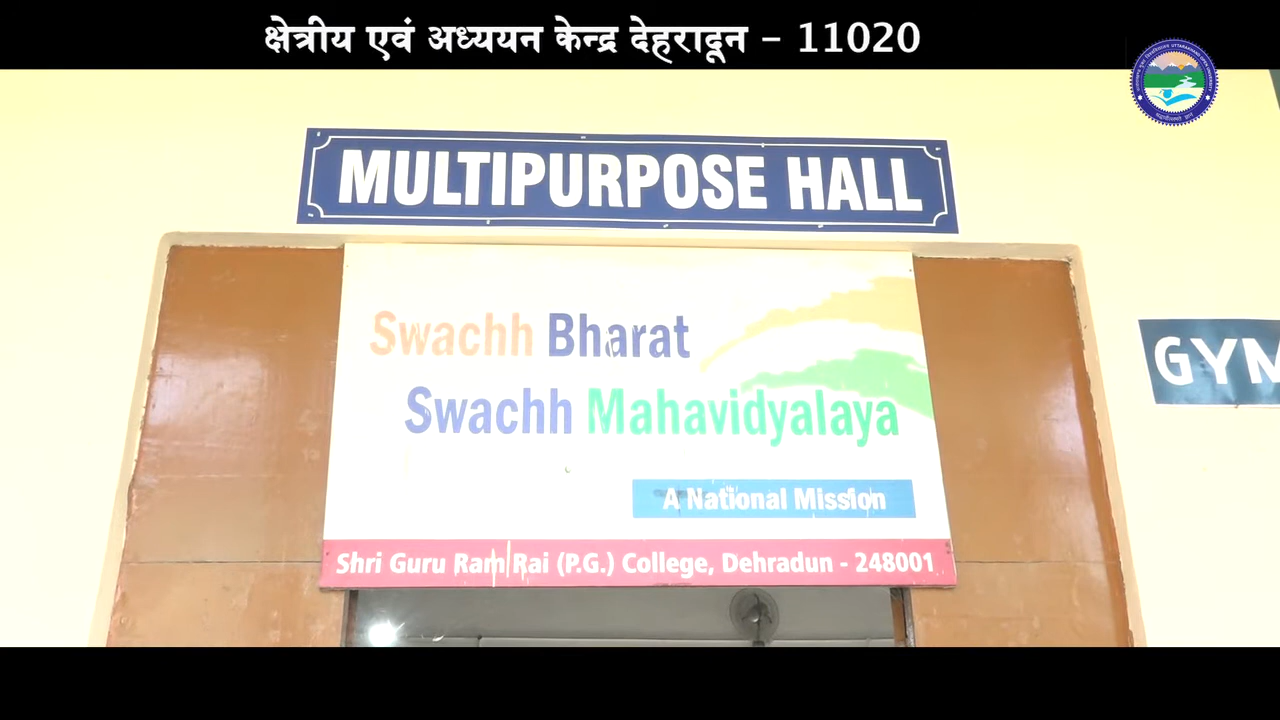 क्षेत्रीय एवं अध्ययन केन्द्र देहरादून - 11020
MULTIPURPOSE HALL
Swachh Bharat
Swachh Mahavidyalaya
GYM
A National Mission
Shri Guru Ram Rai (P.G.) College, Dehradun - 248001